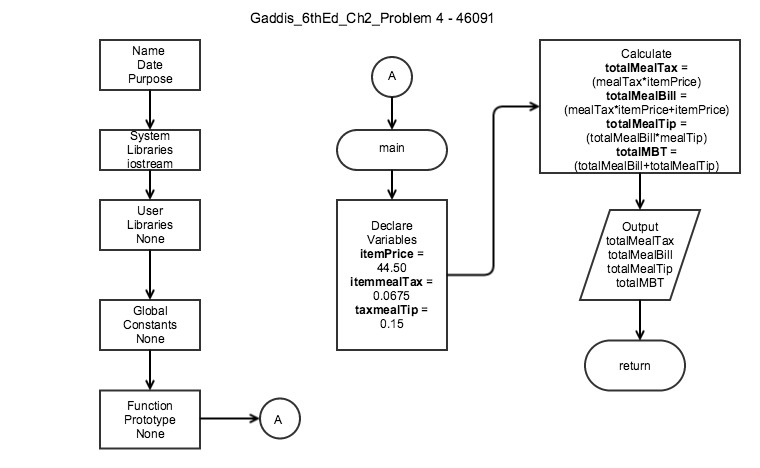 Gaddis_6thEd_Ch2_Problem 4 - 46091
Name
Date
Purpose
System
Libraries
iostream
User
Libraries
None
Global
Constants
None
Function
Prototype
None
A
A
main
Declare
Variables
itemPrice =
44.50
itemmealTax =
0.0675
taxmealTip =
0.15
Calculate
totalMealTax =
(mealTax*itemPrice)
totalMealBill =
(mealTax*itemPrice+itemPrice)
totalMealTip =
(totalMealBill*mealTip)
totalMBT =
(totalMealBill+totalMealTip)
Output
totalMealTax
totalMealBill
totalMealTip
totalMBT
return